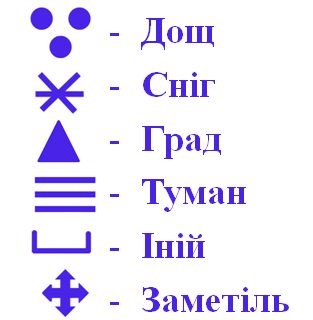 - Дощ
- Сніг
- Град
- Туман
- Іній
- Заметіль